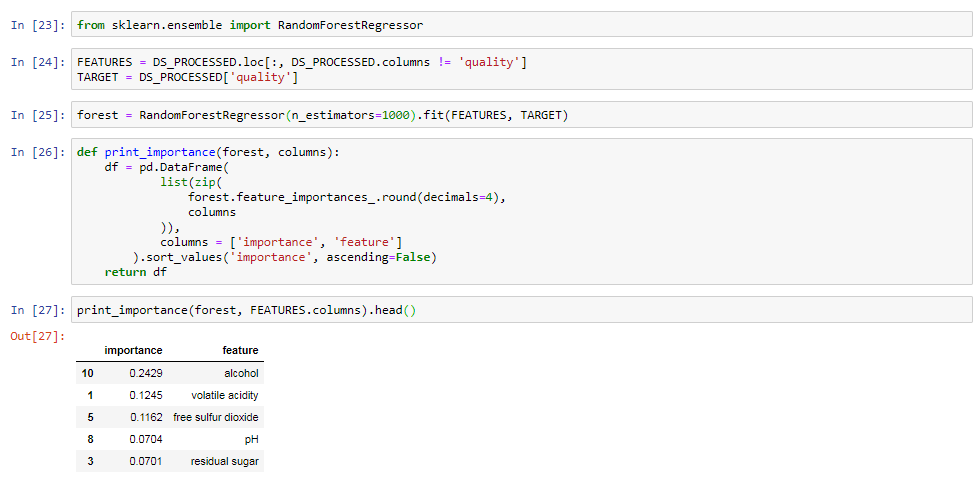 In [23]: from sklearn.ensemble import RandomForestRegressor
In [24]: FEATURES = DS_PROCESSED.loc[:, DS_PROCESSED.columns != 'quality']
TARGET = DS_PROCESSED['quality']
In [25]: forest = RandomForestRegressor(n_estimators=1000).fit(FEATURES, TARGET)
In [26]: def print_importance(forest, columns):
    df = pd.DataFrame(
            list(zip(
                forest.feature_importances_.round(decimals=4),
                columns
            )),
            columns = ['importance', 'feature']
        ).sort_values('importance', ascending=False)
    return df
In [27]: print_importance(forest, FEATURES.columns).head()
Out[27]:
importance feature
10 0.2429 alcohol
1 0.1245 volatile acidity
5 0.1162 free sulfur dioxide
8 0.0704 pH
3 0.0701 residual sugar